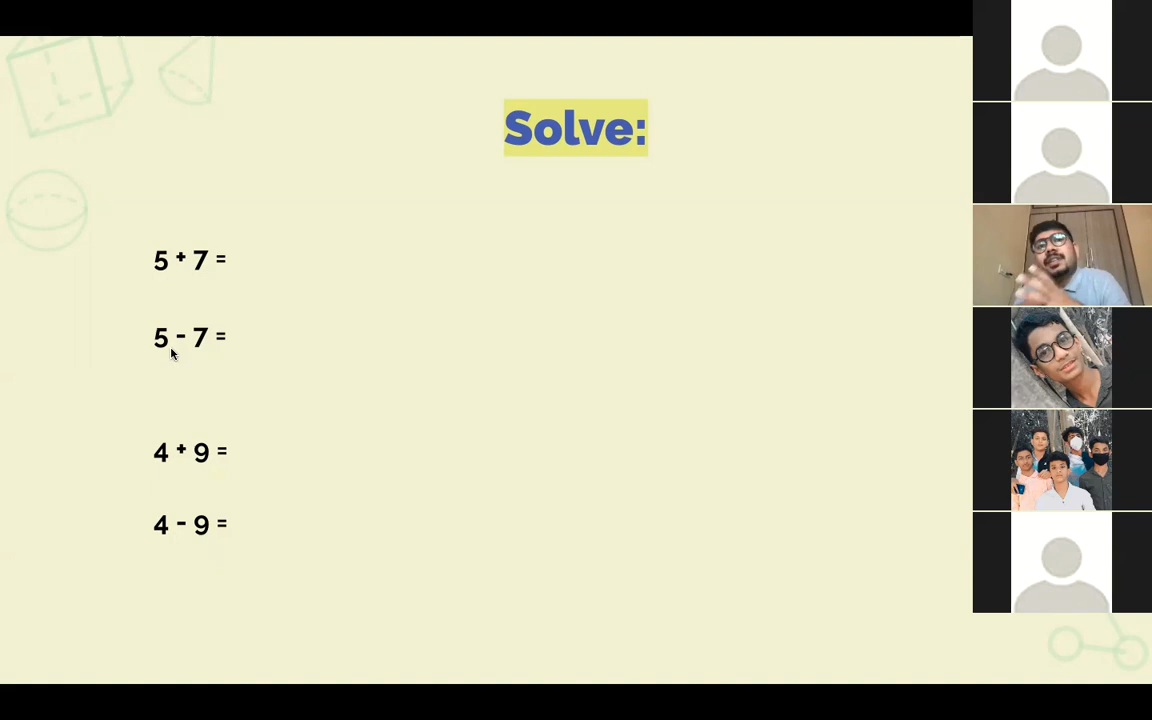 Solve:
5 + 7 =
5 - 7 =
4 + 9 =
4 - 9 =